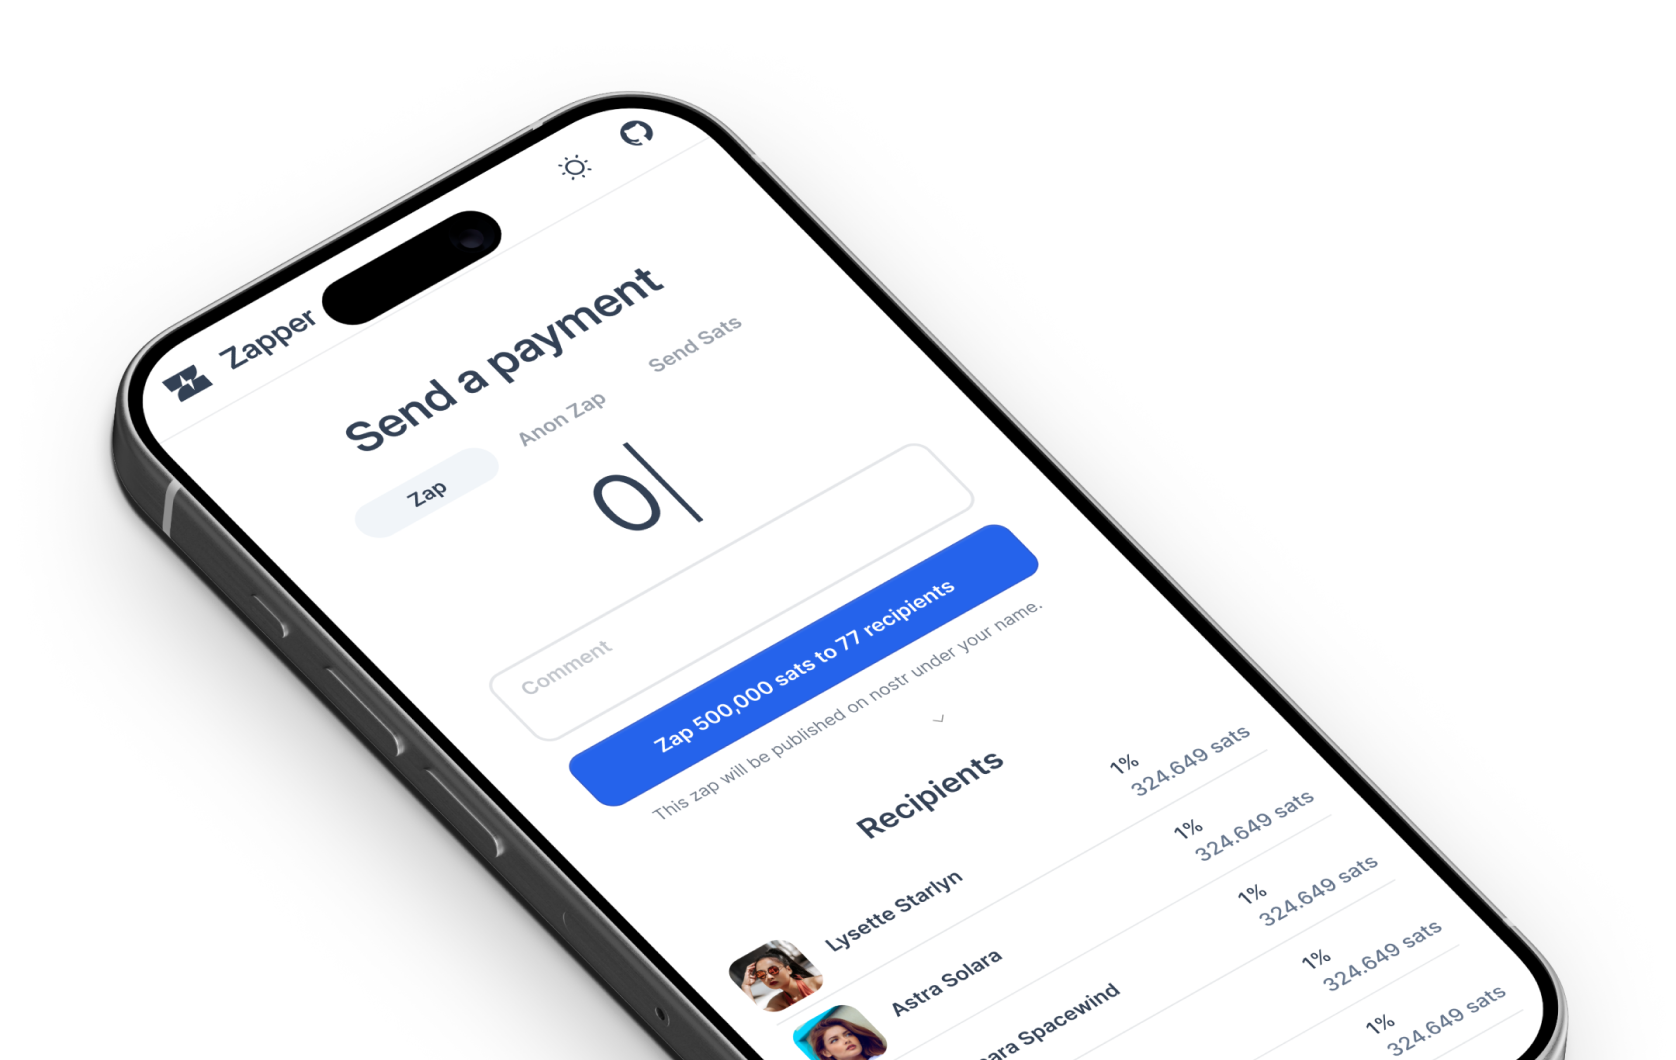 Zapper
Send a payment
Zap
Anon Zap
Send Sats
0
Comment
Zap 500,000 sats to 77 recipients
This zap will be published on nostr under your name.
Recipients
Lysette Starlyn
1%
324.649 sats
Astra Solara
1%
324.649 sats
Spacewind
1%
324.649 sats
1%
324.649 sats
1%
324.649 sats